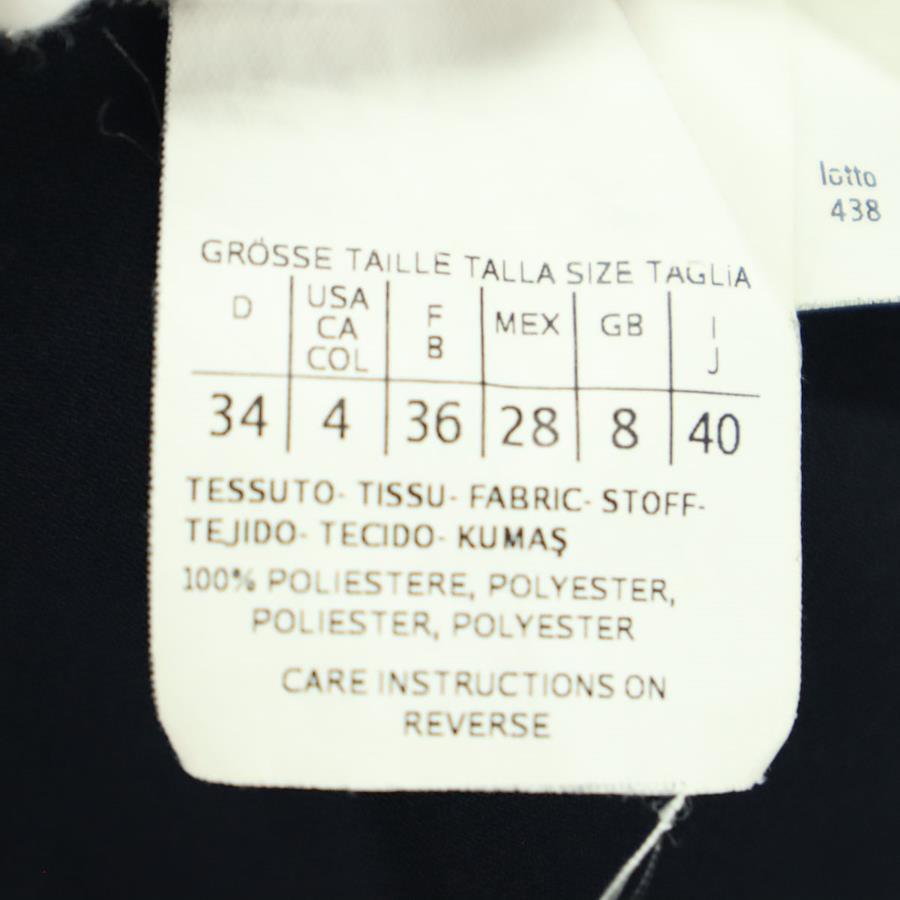 lotto
438
GRÖSSE TAILLE TALLA SIZE TAGLIA
D USA CA COL F B MEX GB I J
34 4 36 28 8 40
TESSUTO- TISSU- FABRIC- STOFF-
TEJIDO- TECIDO- KUMAŞ
100% POLIESTERE, POLYESTER,
POLIESTER, POLYESTER
CARE INSTRUCTIONS ON
REVERSE